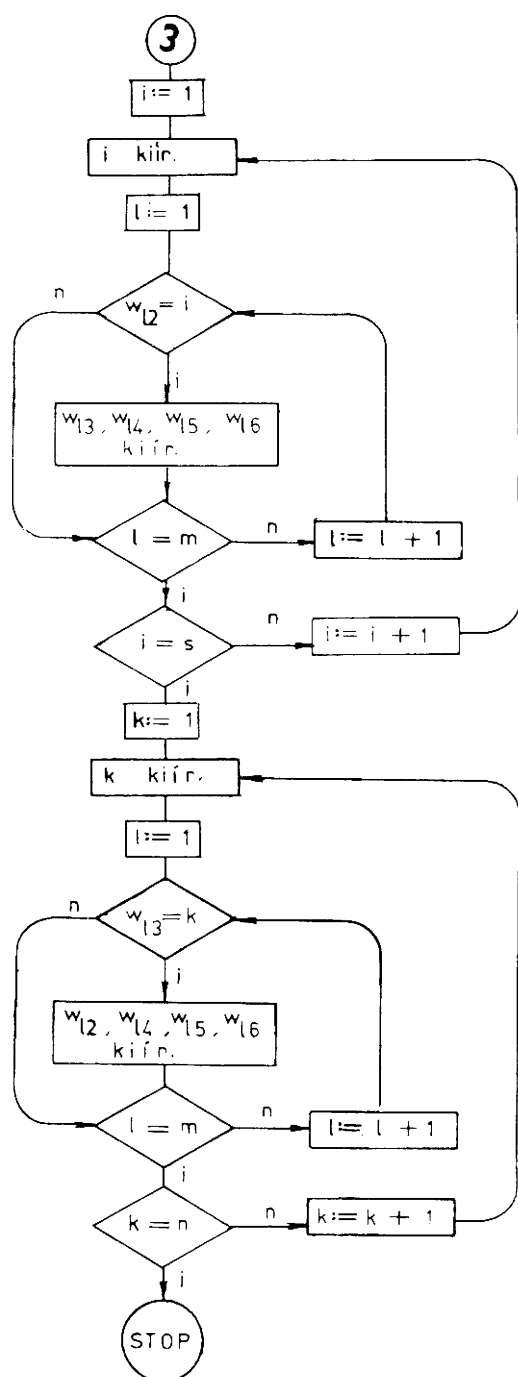 3
i := 1
i kiír.
l := 1
n
w_l2 = i
i
w_l3, w_l4, w_l5, w_l6
kiír.
l = m
n
l := l + 1
i
i = s
n
i := i + 1
i
k := 1
k kiír.
l := 1
n
w_l3 = k
i
w_l2, w_l4, w_l5, w_l6
kiír.
l = m
n
l := l + 1
i
k = n
n
k := k + 1
i
STOP